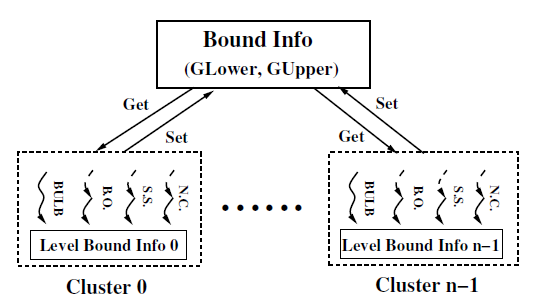 Bound Info
(GLower, GUpper)
Get
Set
Set
Get
BULB
B.O.
S.S.
N.C.
Level Bound Info 0
Cluster 0
......
BULB
B.O.
S.S.
N.C.
Level Bound Info n−1
Cluster n−1